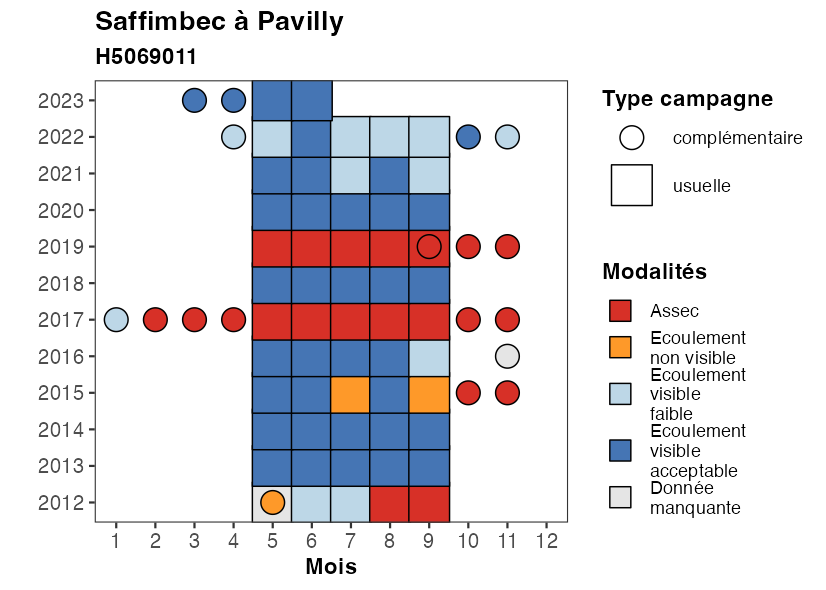 Saffimbec à Pavilly
H5069011
2023
2022
2021
2020
2019
2018
2017
2016
2015
2014
2013
2012
1 2 3 4 5 6 7 8 9 10 11 12
Mois
Type campagne
complémentaire
usuelle
Modalités
Assec
Ecoulement
non visible
Ecoulement
visible
faible
Ecoulement
visible
acceptable
Donnée
manquante